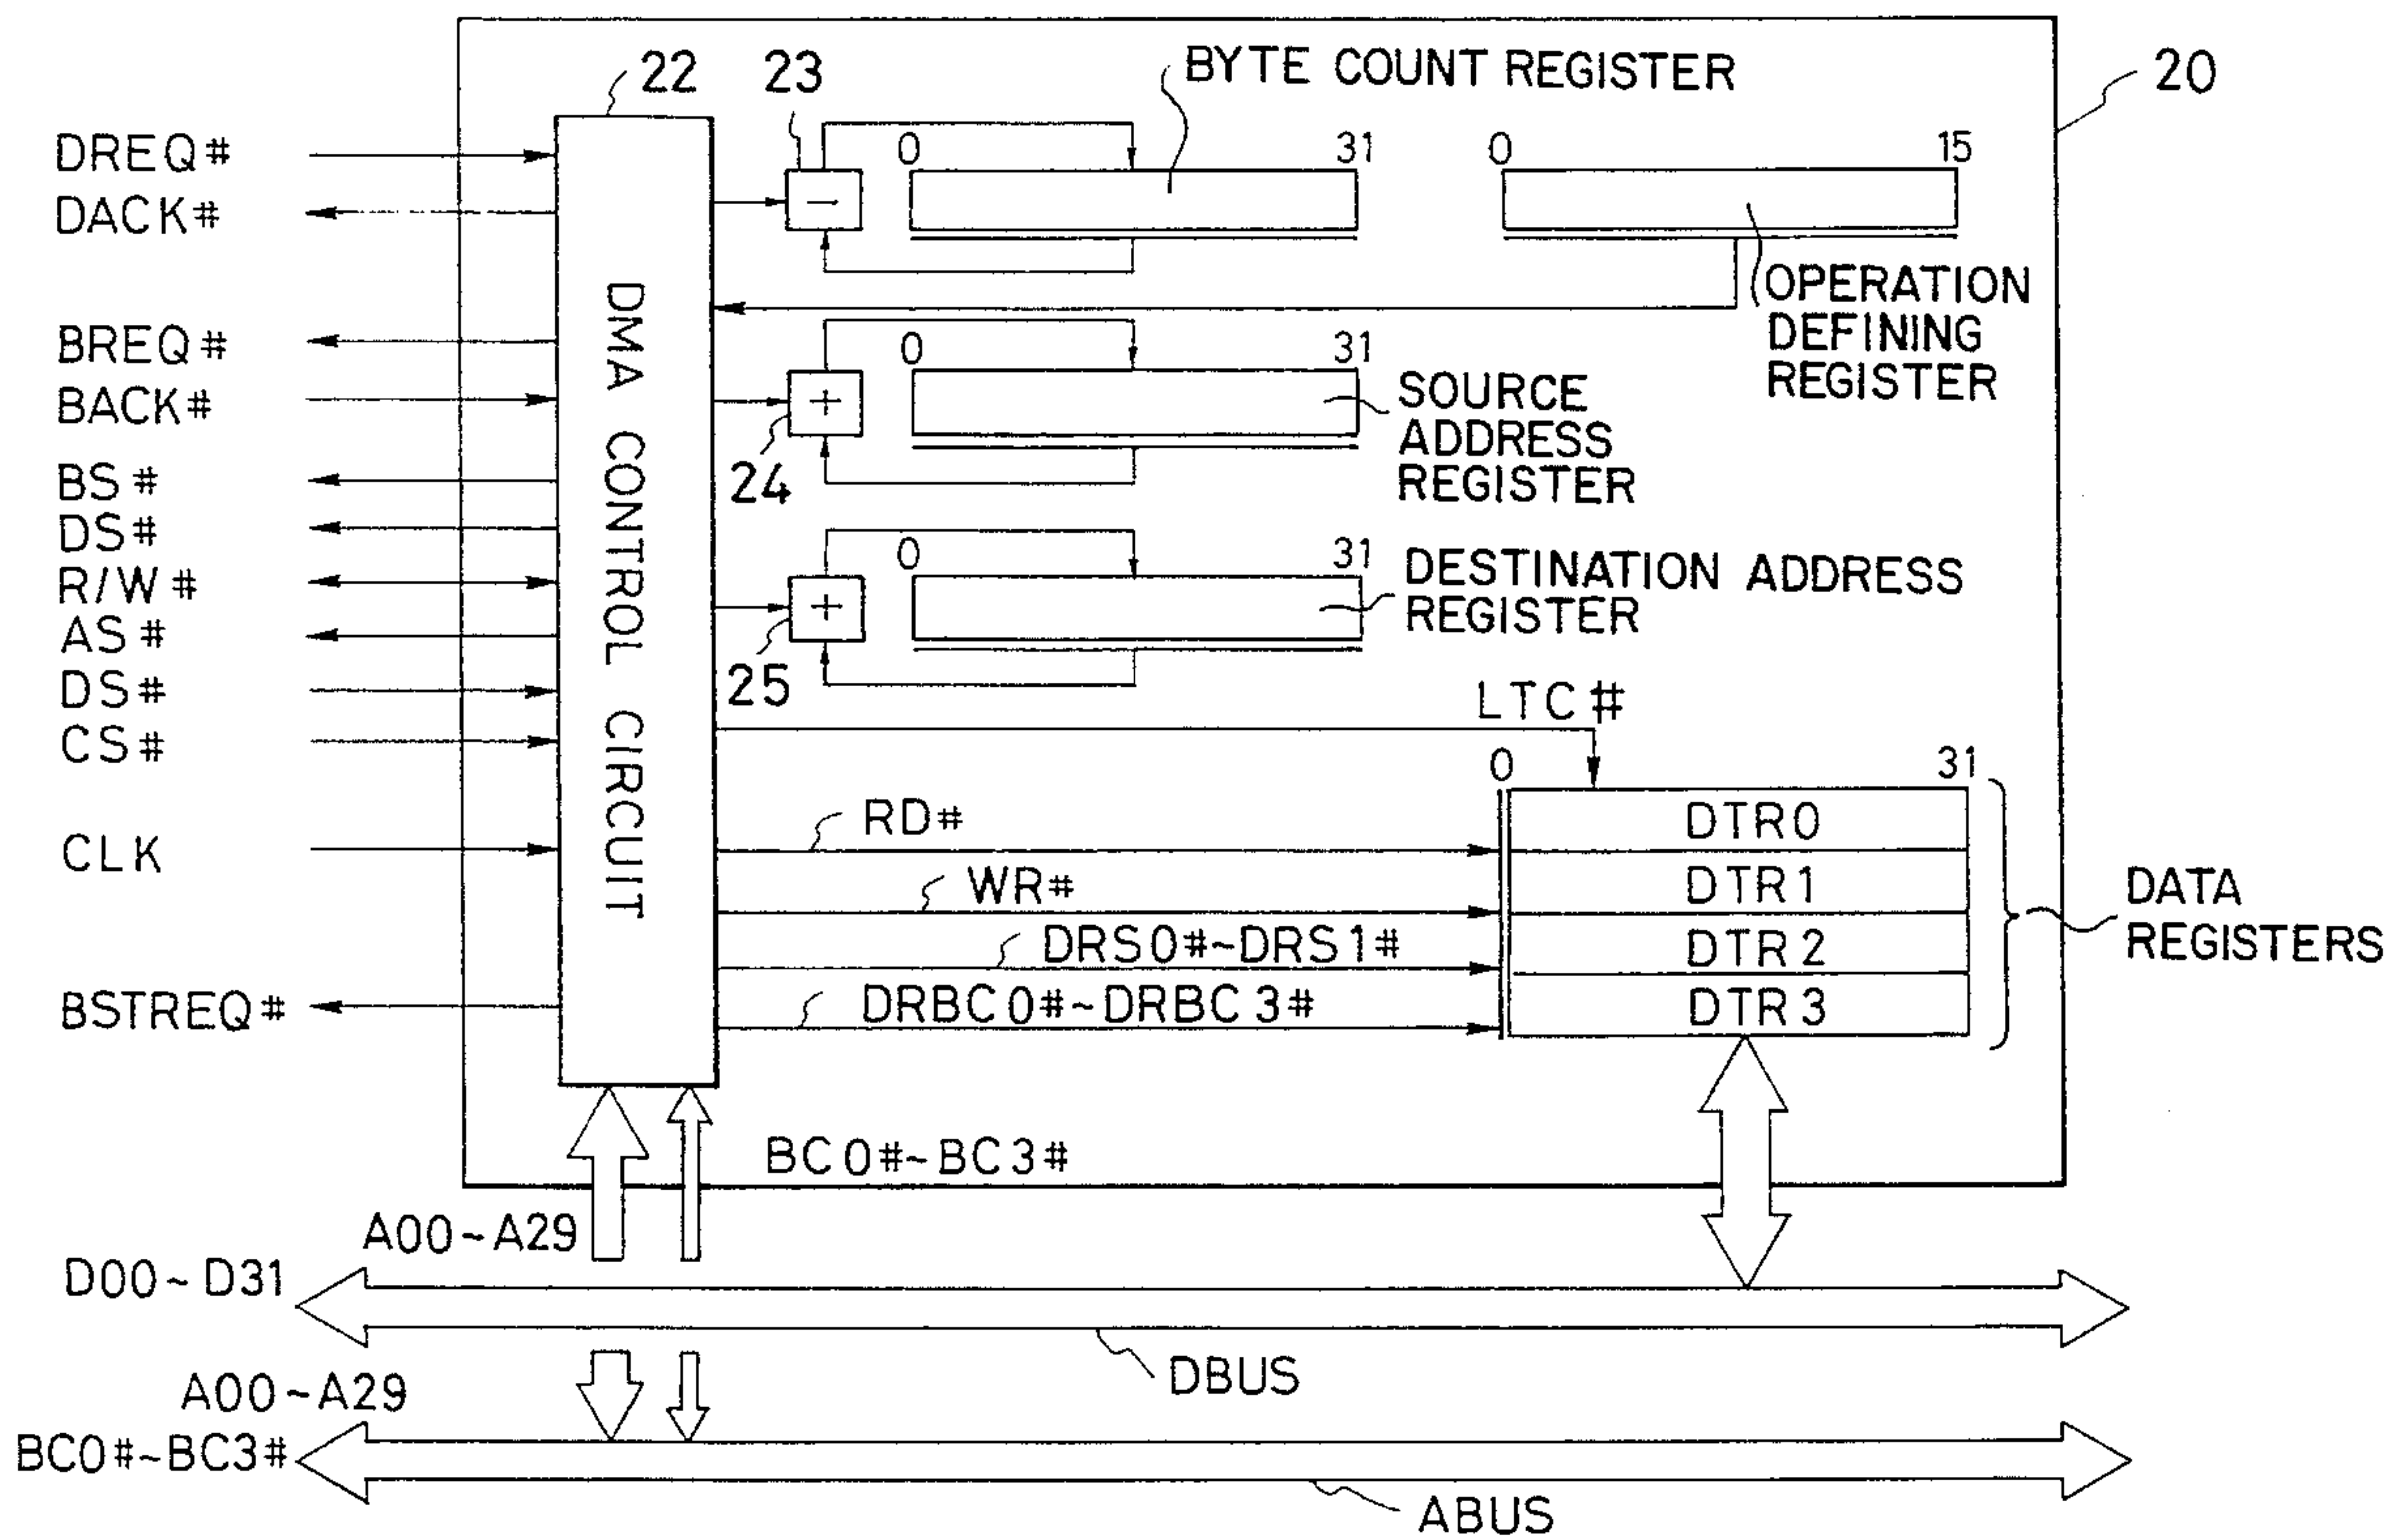 22
23
BYTE COUNT REGISTER
20
DREQ#
DACK#
0
31
0
15
−
BREQ#
BACK#
OPERATION
DEFINING
REGISTER
0
31
+
24
SOURCE
ADDRESS
REGISTER
BS#
DS#
R/W#
AS#
DS#
CS#
DMA CONTROL CIRCUIT
0
31
+
25
DESTINATION ADDRESS
REGISTER
LTC#
0
31
CLK
RD#
WR#
DRS0#~DRS1#
DRBC0#~DRBC3#
DTR0
DTR1
DTR2
DTR3
DATA
REGISTERS
BSTREQ#
BC0#~BC3#
A00~A29
D00~D31
DBUS
A00~A29
BC0#~BC3#
ABUS